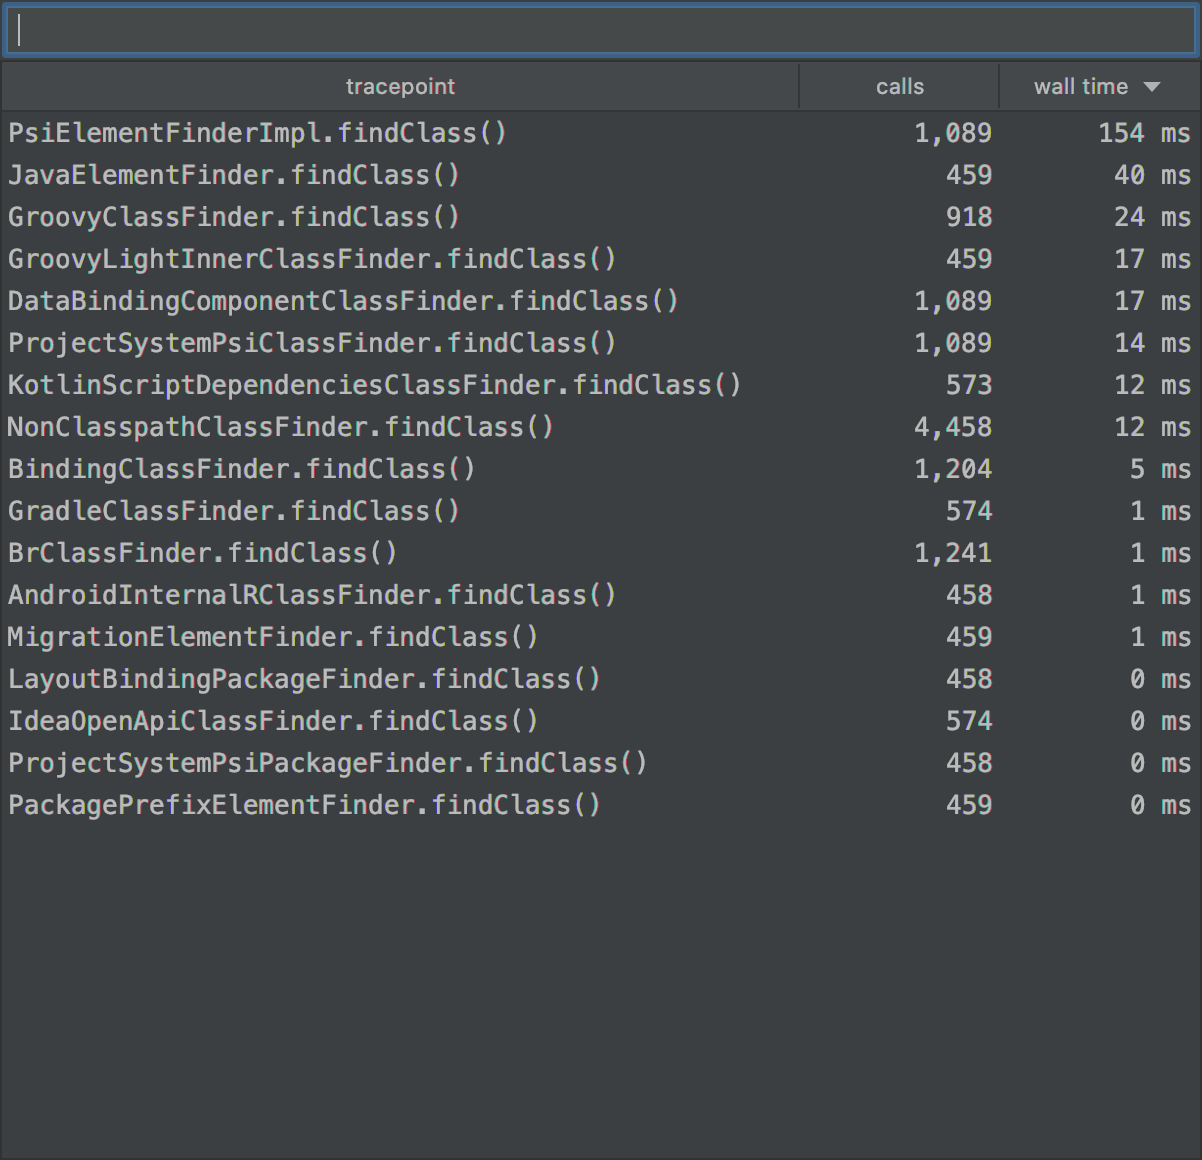 tracepoint calls wall time
PsiElementFinderImpl.findClass() 1,089 154 ms
JavaElementFinder.findClass() 459 40 ms
GroovyClassFinder.findClass() 918 24 ms
GroovyLightInnerClassFinder.findClass() 459 17 ms
DataBindingComponentClassFinder.findClass() 1,089 17 ms
ProjectSystemPsiClassFinder.findClass() 1,089 14 ms
KotlinScriptDependenciesClassFinder.findClass() 573 12 ms
NonClasspathClassFinder.findClass() 4,458 12 ms
BindingClassFinder.findClass() 1,204 5 ms
GradleClassFinder.findClass() 574 1 ms
BrClassFinder.findClass() 1,241 1 ms
AndroidInternalRClassFinder.findClass() 458 1 ms
MigrationElementFinder.findClass() 459 1 ms
LayoutBindingPackageFinder.findClass() 458 0 ms
IdeaOpenApiClassFinder.findClass() 574 0 ms
ProjectSystemPsiPackageFinder.findClass() 458 0 ms
PackagePrefixElementFinder.findClass() 459 0 ms